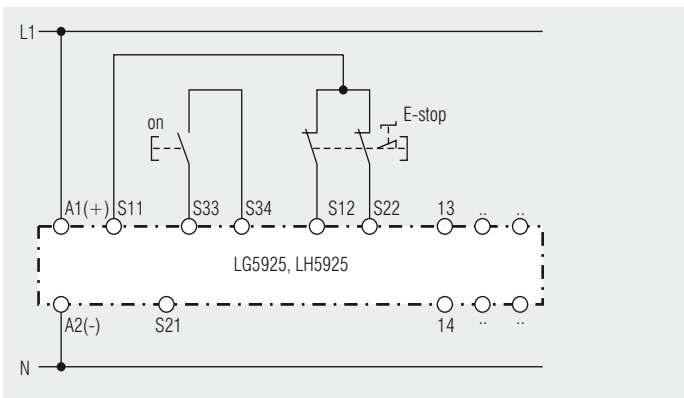 L1
E-stop
on
A1(+) S11 S33 S34 S12 S22 13 .. ..
LG5925, LH5925
A2(-) S21 14 .. ..
N